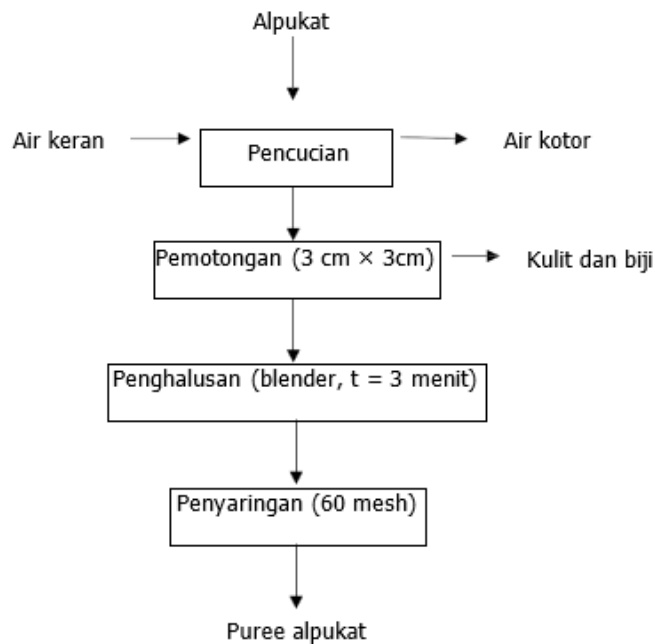 Alpukat
Air keran
Pencucian
Air kotor
Pemotongan (3 cm × 3cm)
Kulit dan biji
Penghalusan (blender, t = 3 menit)
Penyaringan (60 mesh)
Puree alpukat